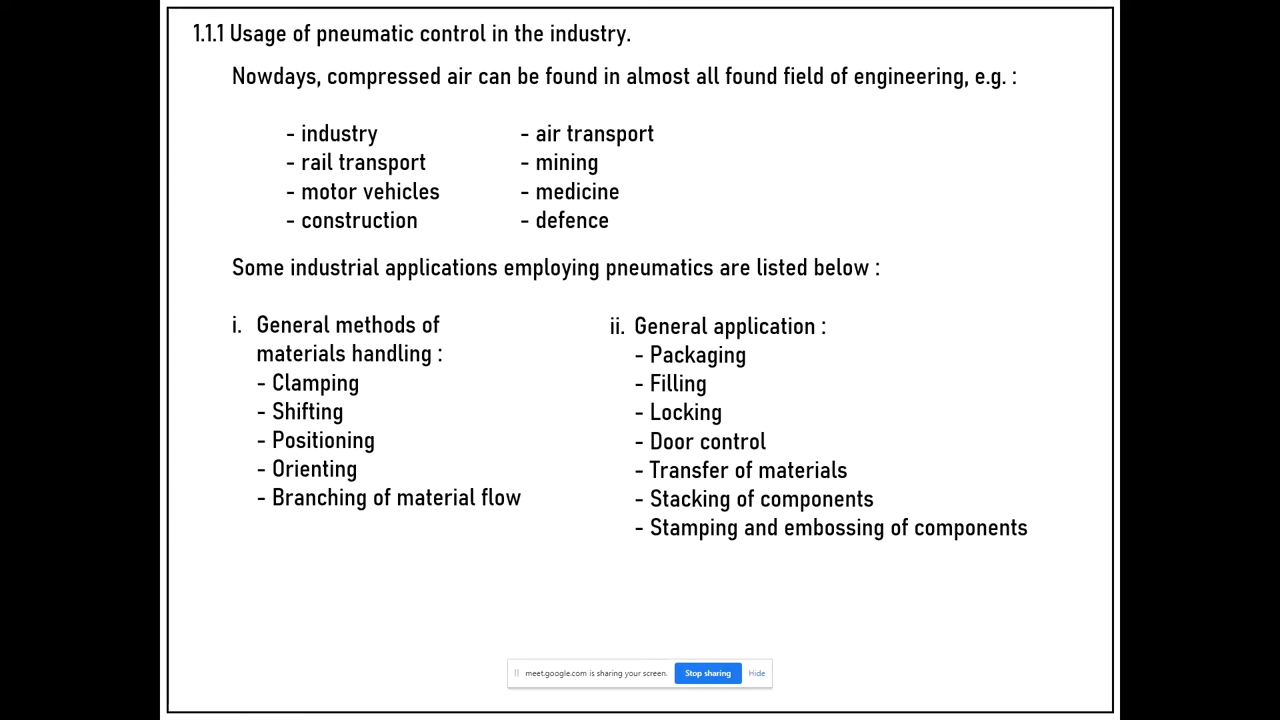 1.1.1 Usage of pneumatic control in the industry.
Nowdays, compressed air can be found in almost all found field of engineering, e.g. :
- industry
- rail transport
- motor vehicles
- construction
- air transport
- mining
- medicine
- defence
Some industrial applications employing pneumatics are listed below :
i. General methods of
materials handling :
- Clamping
- Shifting
- Positioning
- Orienting
- Branching of material flow
ii. General application :
- Packaging
- Filling
- Locking
- Door control
- Transfer of materials
- Stacking of components
- Stamping and embossing of components
meet.google.com is sharing your screen. Stop sharing Hide